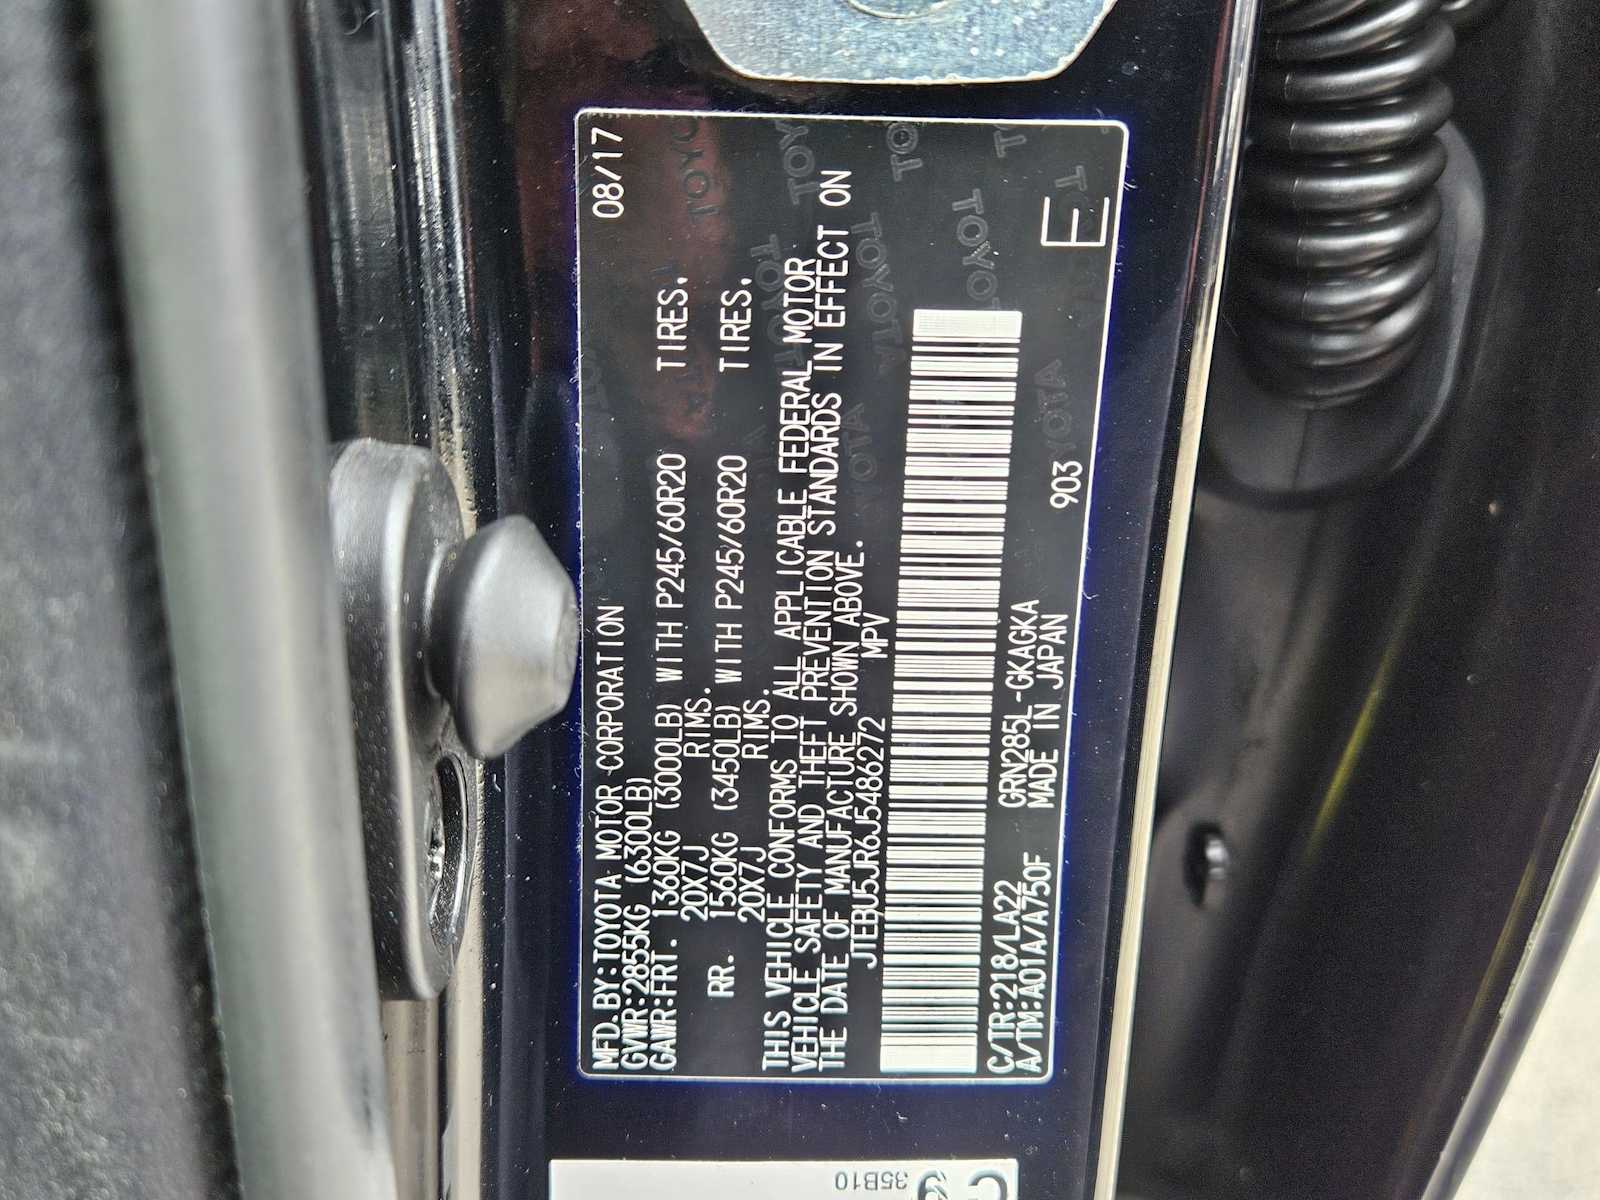 MFD.BY:TOYOTA MOTOR CORPORATION 08/17
GVWR:2855KG (6300LB)
GAWR:FRT. 1360KG (3000LB) WITH P245/60R20 TIRES,
20X7J RIMS.
RR. 1560KG (3450LB) WITH P245/60R20 TIRES,
20X7J RIMS.
THIS VEHICLE CONFORMS TO ALL APPLICABLE FEDERAL MOTOR
VEHICLE SAFETY AND THEFT PREVENTION STANDARDS IN EFFECT ON
THE DATE OF MANUFACTURE SHOWN ABOVE.
JTEBU5JR6J5486272 MPV
C/TR:218/LA22 GRN285L-GKAGKA 903
A/TM:A01A/A750F MADE IN JAPAN
E
35B10